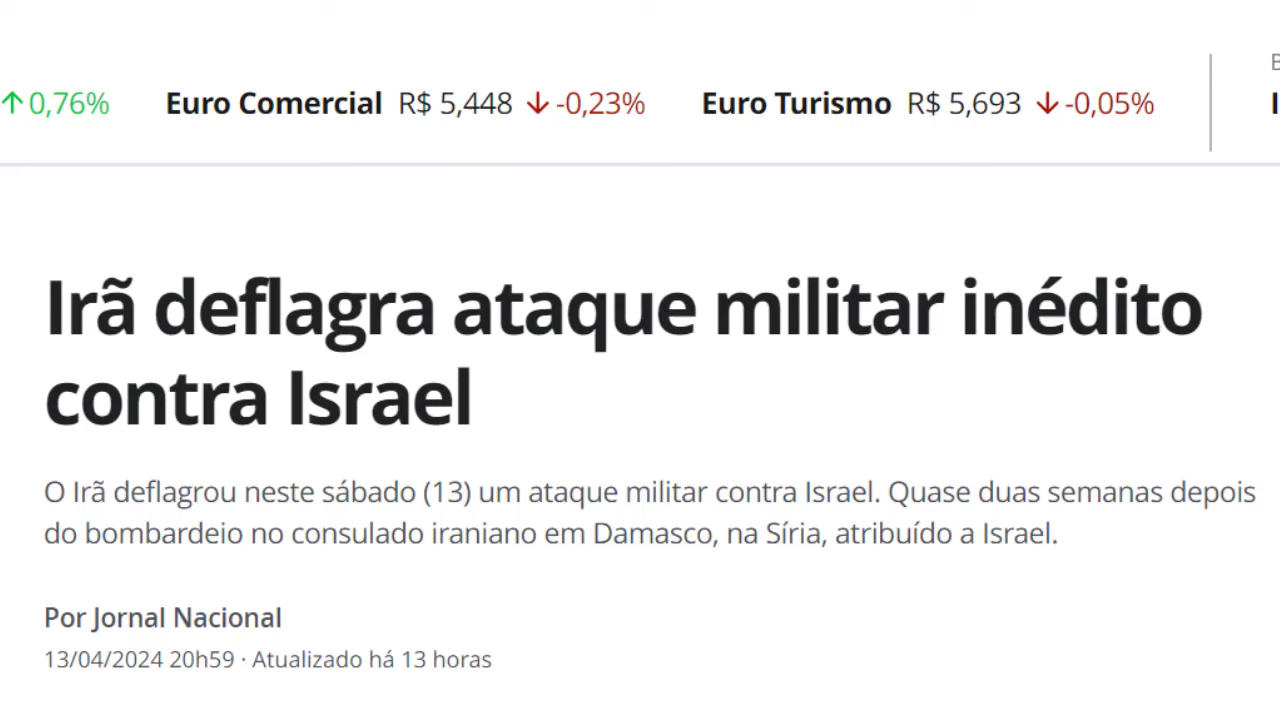 ↑ 0,76% Euro Comercial R$ 5,448 ↓ -0,23% Euro Turismo R$ 5,693 ↓ -0,05%
Irã deflagra ataque militar inédito
contra Israel
O Irã deflagrou neste sábado (13) um ataque militar contra Israel. Quase duas semanas depois
do bombardeio no consulado iraniano em Damasco, na Síria, atribuído a Israel.
Por Jornal Nacional
13/04/2024 20h59 · Atualizado há 13 horas